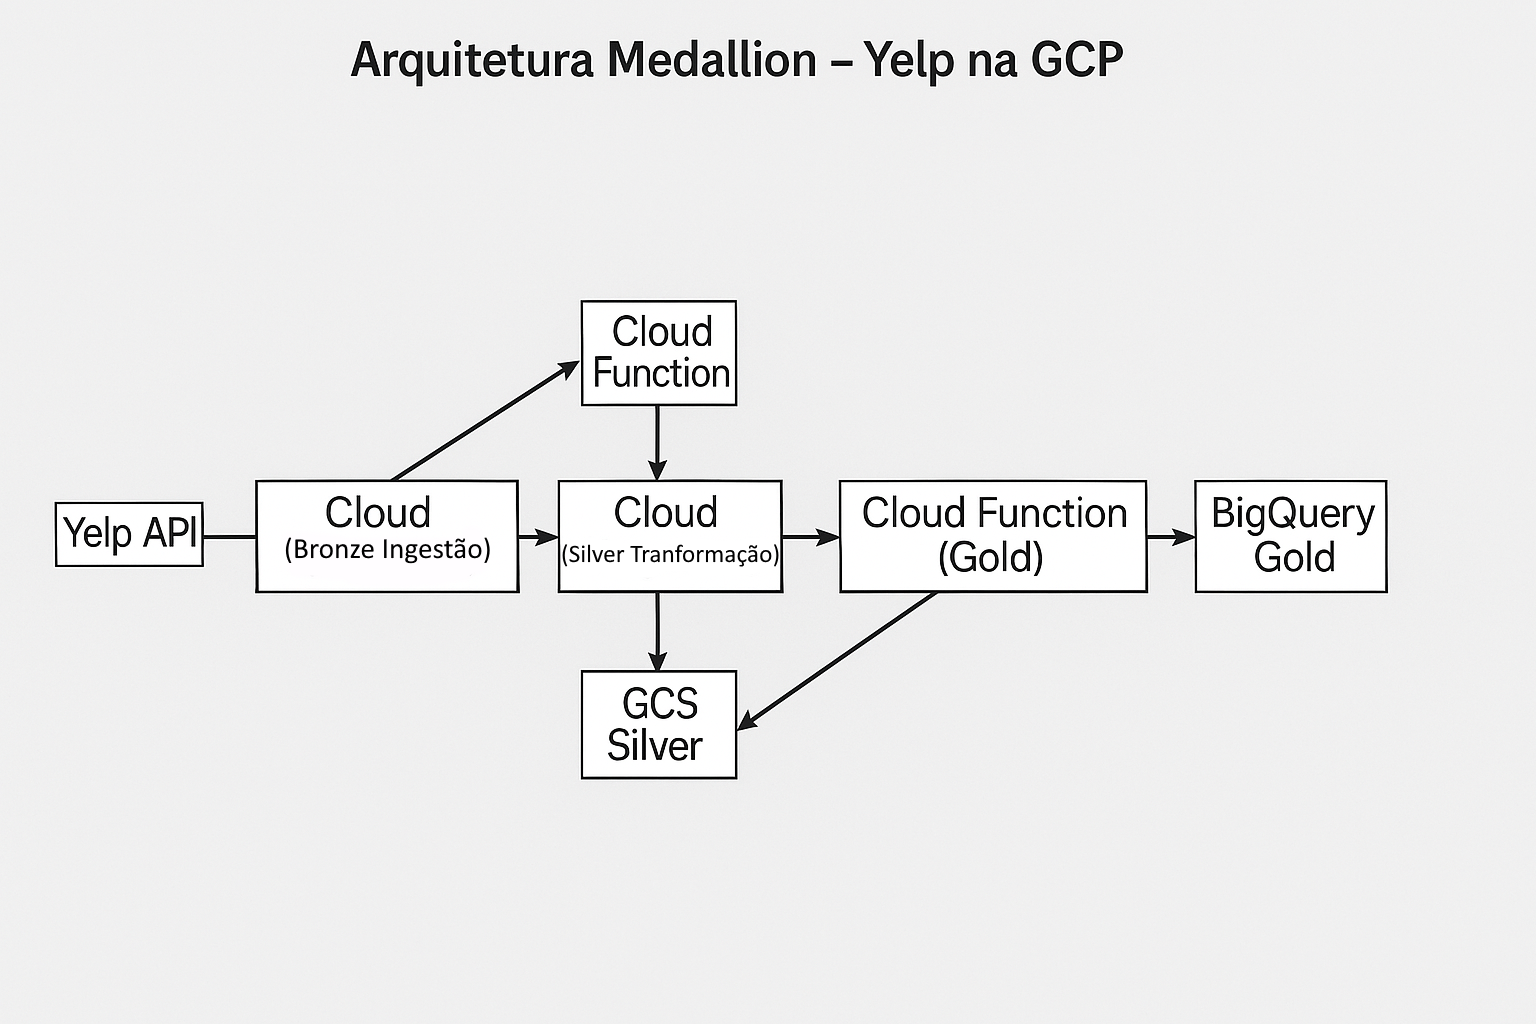 Arquitetura Medallion – Yelp na GCP
Cloud
Function
Yelp API
Cloud
(Bronze Ingestão)
Cloud
(Silver Tranformação)
Cloud Function
(Gold)
BigQuery
Gold
GCS
Silver